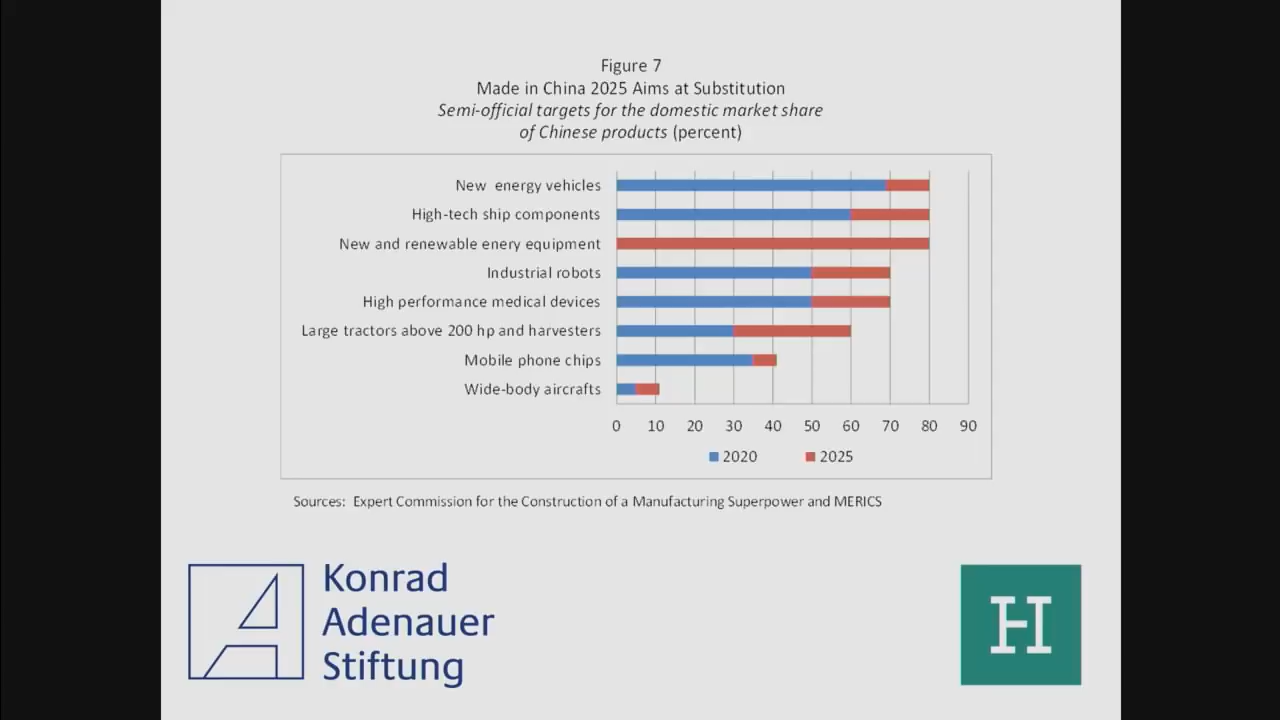 Figure 7
Made in China 2025 Aims at Substitution
Semi-official targets for the domestic market share
of Chinese products (percent)
New energy vehicles
High-tech ship components
New and renewable enery equipment
Industrial robots
High performance medical devices
Large tractors above 200 hp and harvesters
Mobile phone chips
Wide-body aircrafts
0 10 20 30 40 50 60 70 80 90
2020 2025
Sources: Expert Commission for the Construction of a Manufacturing Superpower and MERICS
Konrad
Adenauer
Stiftung
H